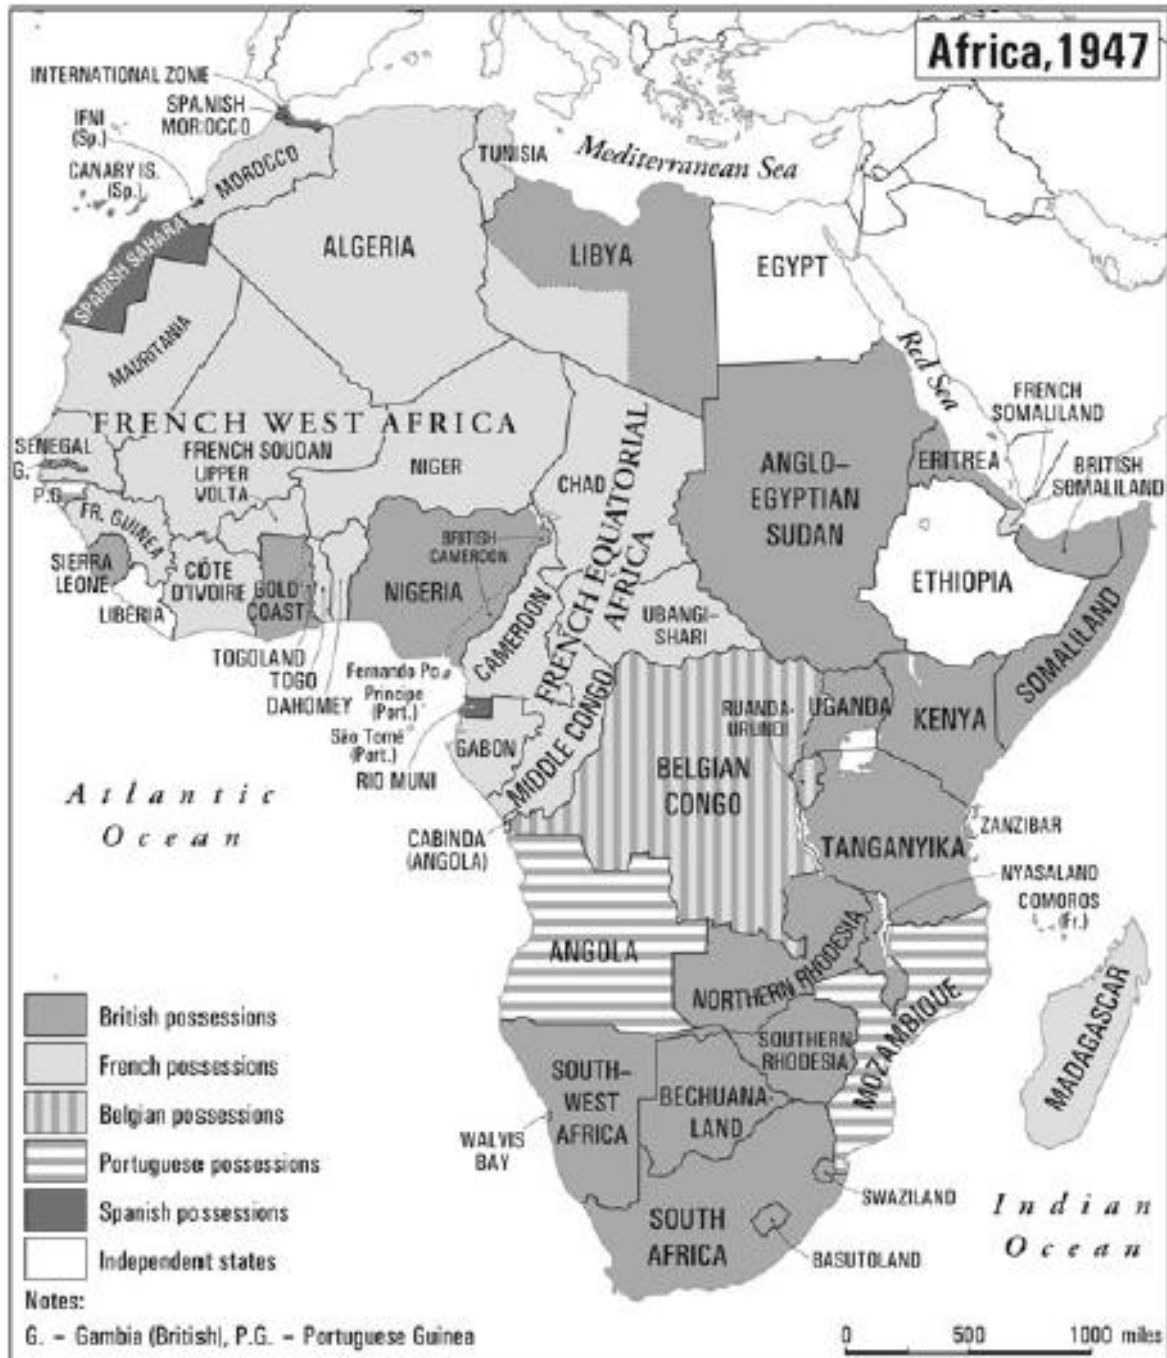 Africa, 1947
INTERNATIONAL ZONE
SPANISH
MOROCCO
IFNI
(Sp.)
CANARY IS.
(Sp.)
MOROCCO
TUNISIA
Mediterranean Sea
ALGERIA
LIBYA
EGYPT
SPANISH SAHARA
MAURITANIA
Red Sea
FRENCH
SOMALILAND
FRENCH WEST AFRICA
SENEGAL
G.
P.G.
FRENCH SOUDAN
UPPER
VOLTA
NIGER
CHAD
FRENCH EQUATORIAL
AFRICA
ANGLO–
EGYPTIAN
SUDAN
ERITREA
BRITISH
SOMALILAND
FR. GUINEA
SIERRA
LEONE
LIBERIA
CÔTE
D'IVOIRE
GOLD
COAST
NIGERIA
BRITISH
CAMEROON
ETHIOPIA
TOGOLAND
TOGO
DAHOMEY
CAMEROON
UBANGI–
SHARI
SOMALILAND
Fernando Po
Principe
(Port.)
São Tomé
(Port.)
RIO MUNI
GABON
MIDDLE CONGO
RUANDA-
URUNDI
UGANDA
KENYA
BELGIAN
CONGO
Atlantic
Ocean
CABINDA
(ANGOLA)
TANGANYIKA
ZANZIBAR
NYASALAND
COMOROS
(Fr.)
ANGOLA
NORTHERN RHODESIA
MOZAMBIQUE
MADAGASCAR
SOUTHERN
RHODESIA
SOUTH–
WEST
AFRICA
BECHUANA-
LAND
WALVIS
BAY
SWAZILAND
SOUTH
AFRICA
BASUTOLAND
Indian
Ocean
British possessions
French possessions
Belgian possessions
Portuguese possessions
Spanish possessions
Independent states
Notes:
G. – Gambia (British), P.G. – Portuguese Guinea
0 500 1000 miles